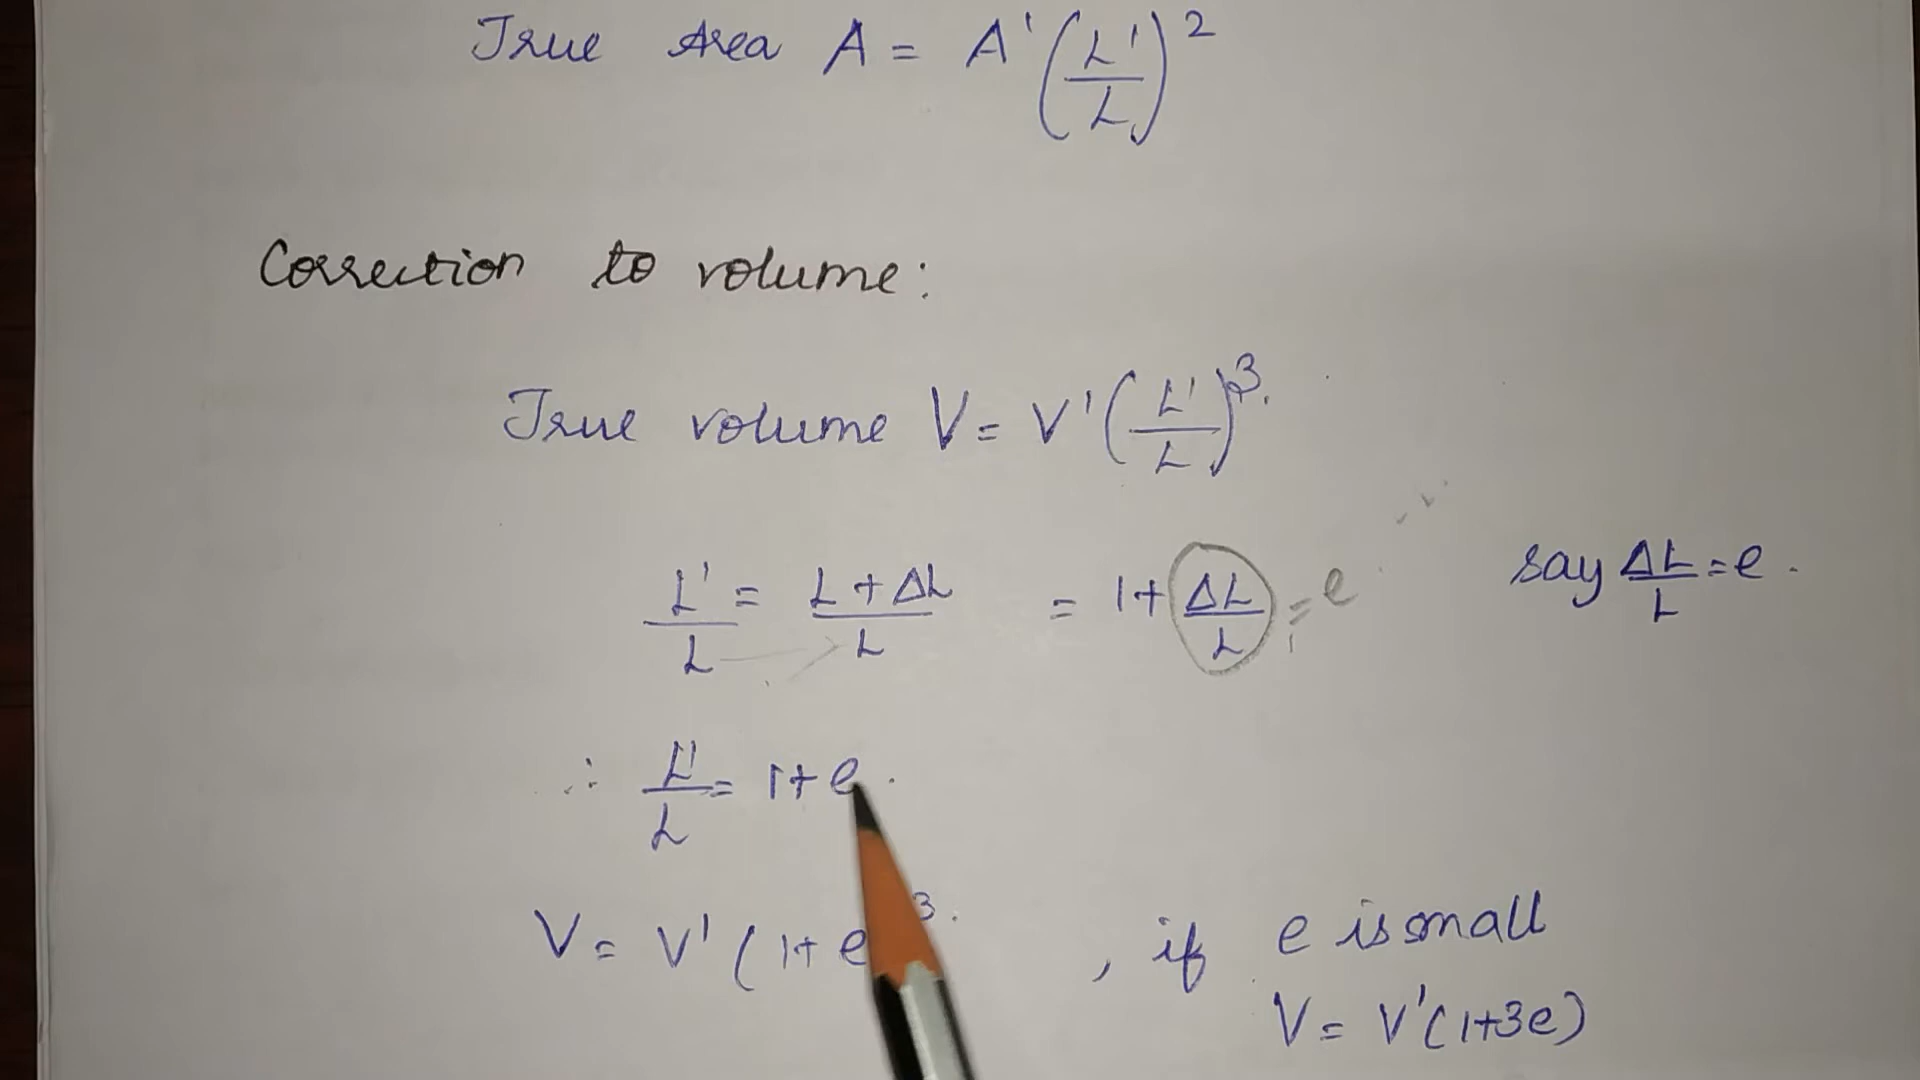 True Area A = A' (L'/L)²
Correction to volume:
True volume V = V' (L'/L)³.
L'/L = (L + ΔL)/L = 1 + ΔL/L = e say ΔL/L = e.
∴ L'/L = 1 + e.
V = V' (1 + e 3. , if e is small
V = V' (1+3e)